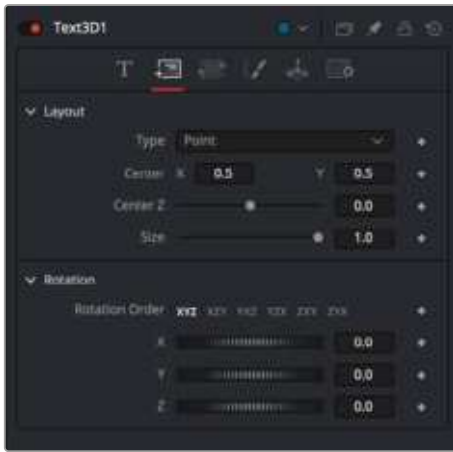 Text3D1
T
Layout
Type Point
Center X 0.5 Y 0.5
Center Z 0.0
Size 1.0
Rotation
Rotation Order XYZ XZY YXZ YZX ZXY ZYX
X 0.0
Y 0.0
Z 0.0